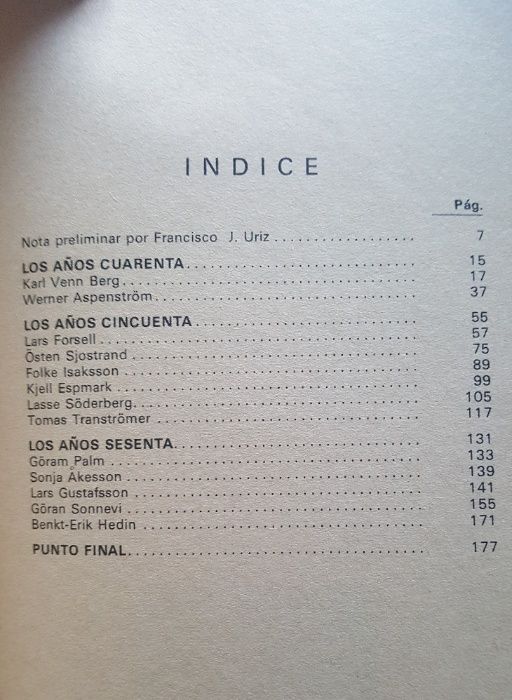 INDICE
Pág.
Nota preliminar por Francisco J. Uriz .................. 7
LOS AÑOS CUARENTA.............................. 15
Karl Venn Berg...................................... 17
Werner Aspenström.................................. 37
LOS AÑOS CINCUENTA............................. 55
Lars Forsell.......................................... 57
Östen Sjostrand..................................... 75
Folke Isaksson...................................... 89
Kjell Espmark....................................... 99
Lasse Söderberg..................................... 105
Tomas Tranströmer................................. 117
LOS AÑOS SESENTA................................ 131
Göram Palm......................................... 133
Sonja Åkesson...................................... 139
Lars Gustafsson.................................... 141
Göran Sonnevi...................................... 155
Benkt-Erik Hedin................................... 171
PUNTO FINAL....................................... 177